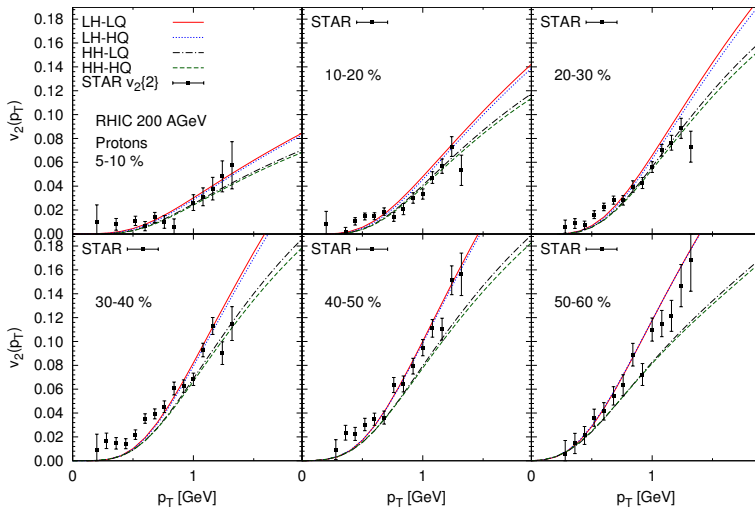 LH-LQ
LH-HQ
HH-LQ
HH-HQ
STAR v2{2}
RHIC 200 AGeV
Protons
5-10 %
STAR
10-20 %
STAR
20-30 %
v2(pT)
0.18
0.16
0.14
0.12
0.10
0.08
0.06
0.04
0.02
0.00
STAR
30-40 %
STAR
40-50 %
STAR
50-60 %
v2(pT)
0.18
0.16
0.14
0.12
0.10
0.08
0.06
0.04
0.02
0.00
0 1 0 1 0 1
pT [GeV] pT [GeV] pT [GeV]